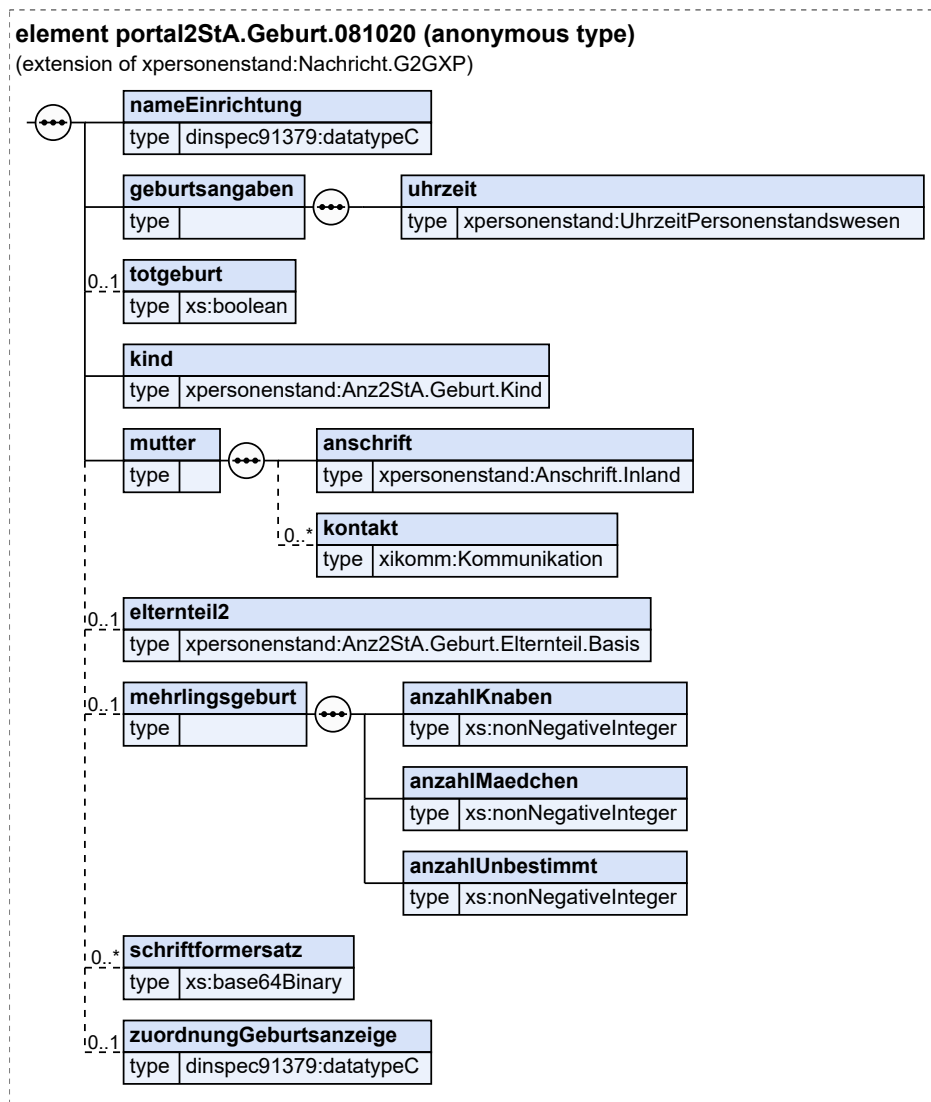 element portal2StA.Geburt.081020 (anonymous type)
(extension of xpersonenstand:Nachricht.G2GXP)
nameEinrichtung
type dinspec91379:datatypeC
geburtsangaben
type
uhrzeit
type xpersonenstand:UhrzeitPersonenstandswesen
0..1
totgeburt
type xs:boolean
kind
type xpersonenstand:Anz2StA.Geburt.Kind
mutter
type
anschrift
type xpersonenstand:Anschrift.Inland
0..*
kontakt
type xikomm:Kommunikation
0..1
elternteil2
type xpersonenstand:Anz2StA.Geburt.Elternteil.Basis
0..1
mehrlingsgeburt
type
anzahlKnaben
type xs:nonNegativeInteger
anzahlMaedchen
type xs:nonNegativeInteger
anzahlUnbestimmt
type xs:nonNegativeInteger
0..*
schriftformersatz
type xs:base64Binary
0..1
zuordnungGeburtsanzeige
type dinspec91379:datatypeC